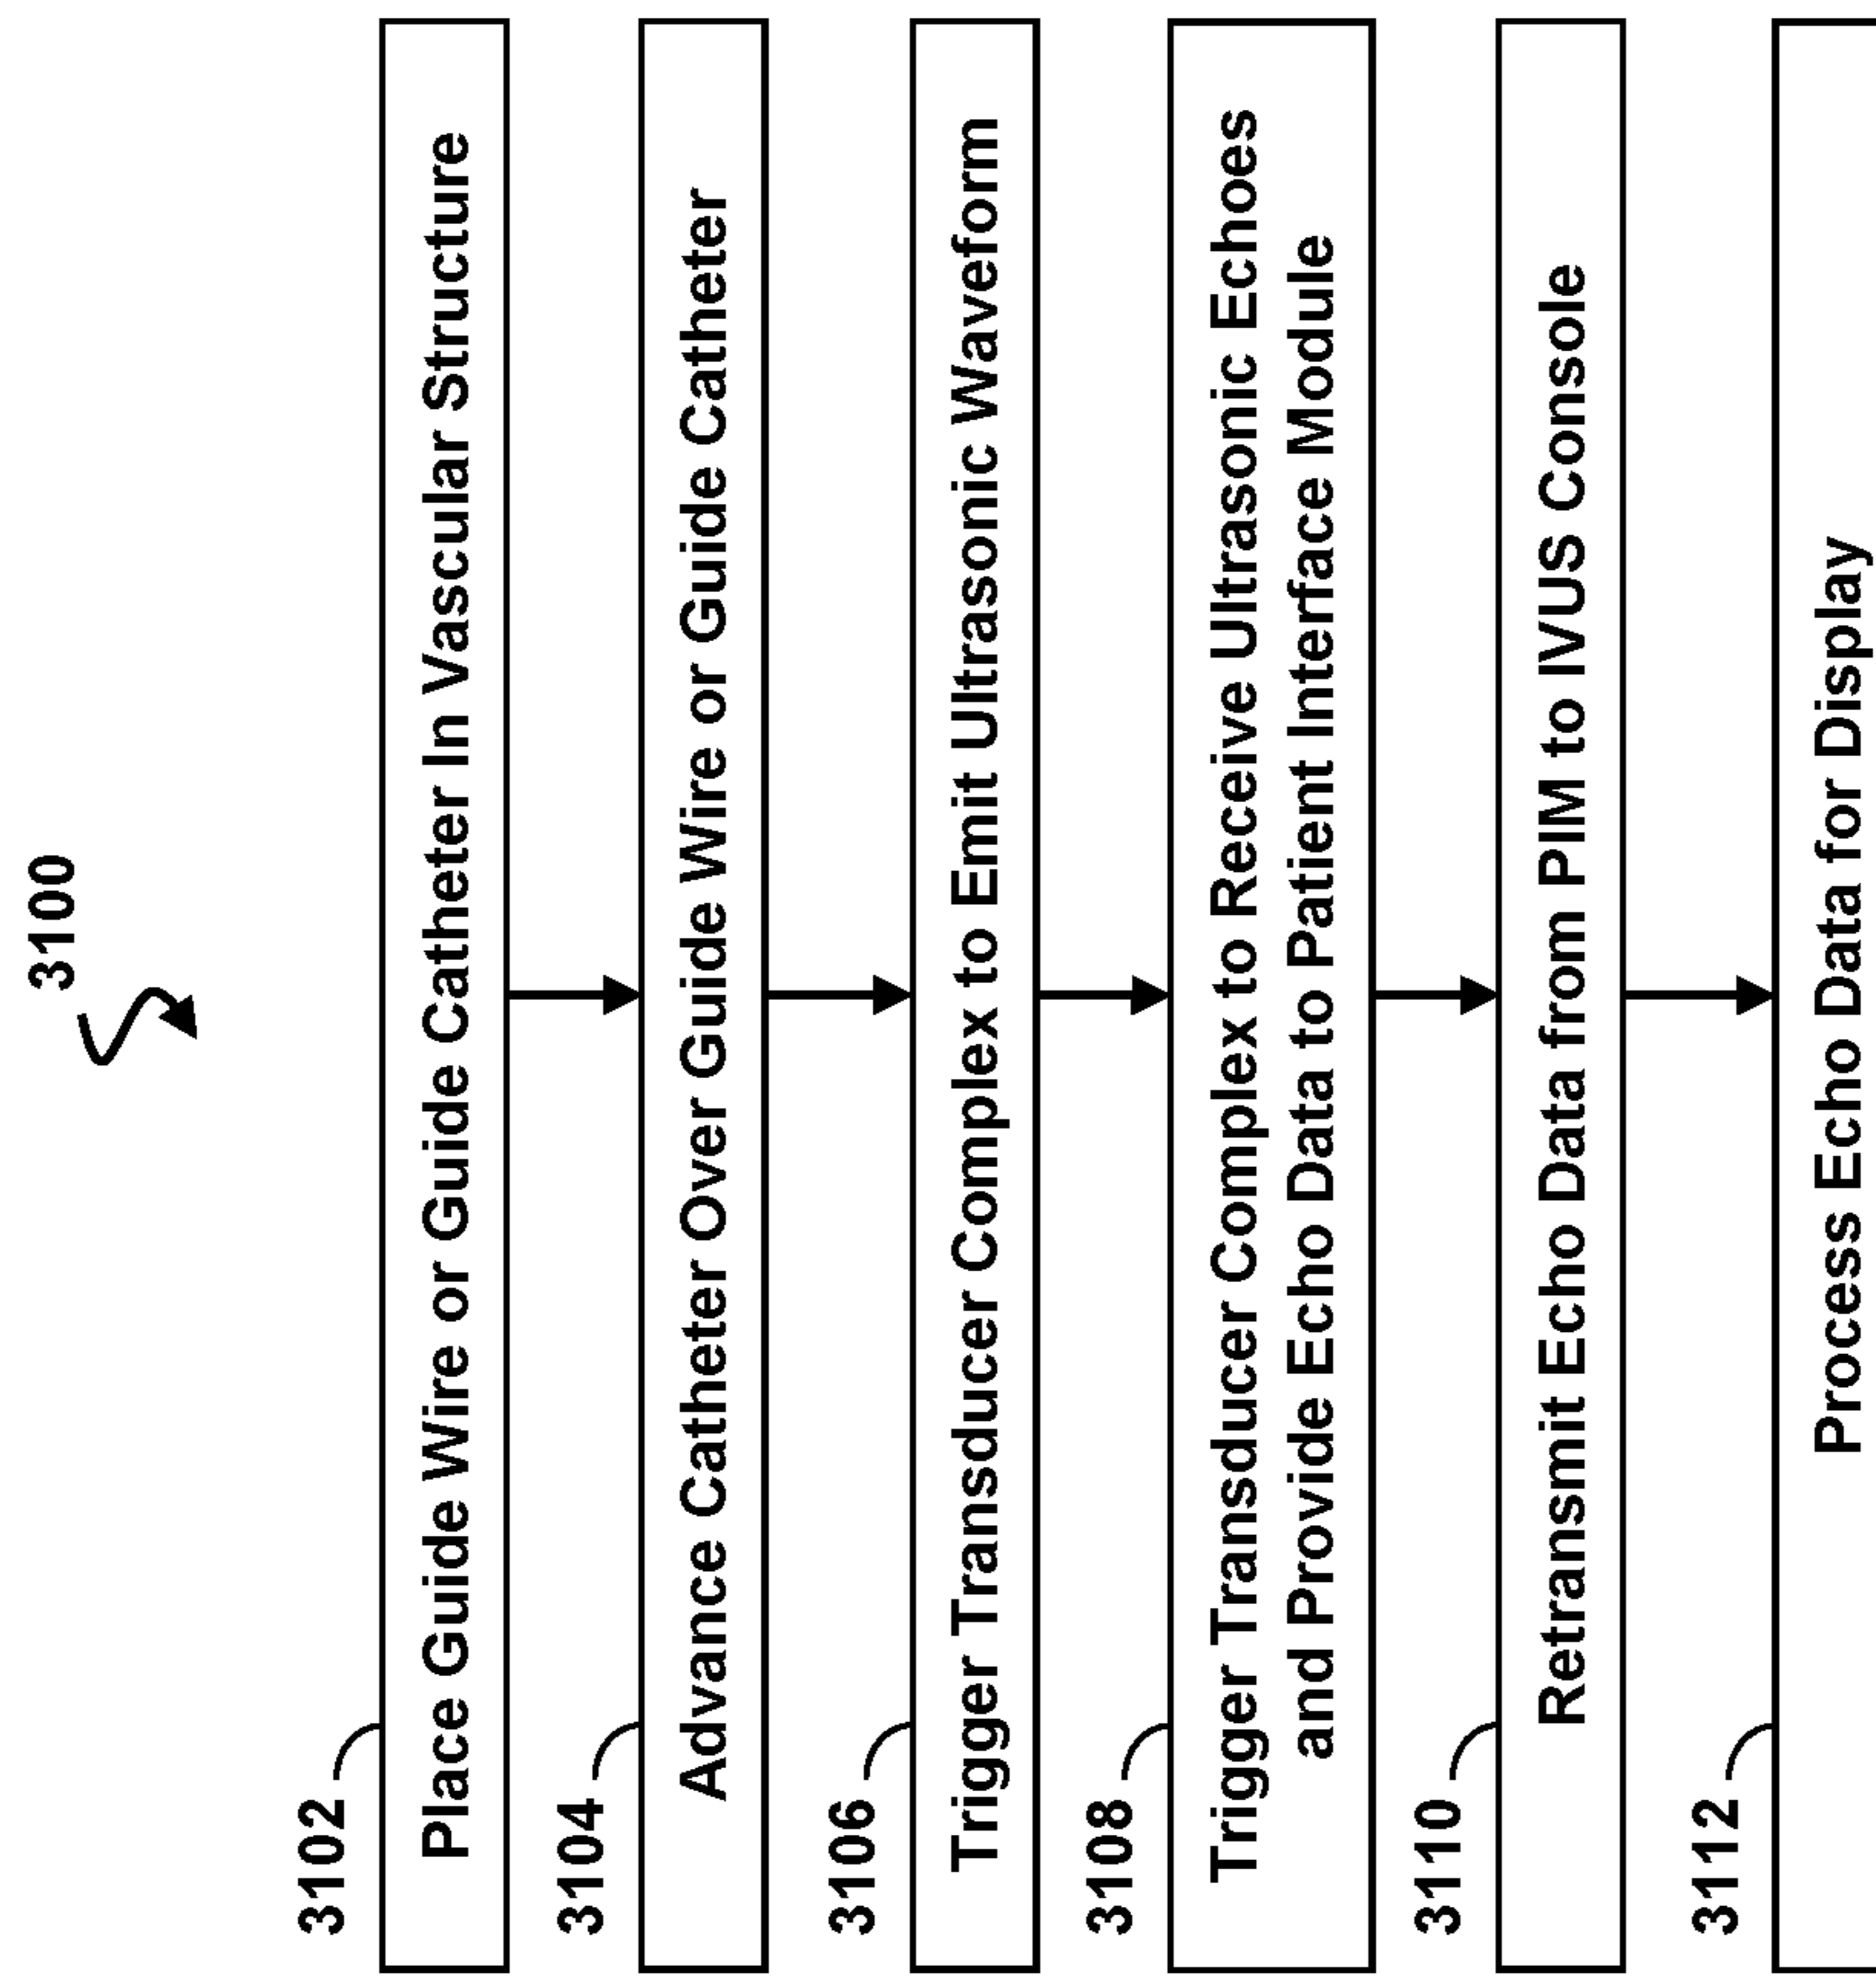 3100
3102
Place Guide Wire or Guide Catheter In Vascular Structure
3104
Advance Catheter Over Guide Wire or Guide Catheter
3106
Trigger Transducer Complex to Emit Ultrasonic Waveform
3108
Trigger Transducer Complex to Receive Ultrasonic Echoes
and Provide Echo Data to Patient Interface Module
3110
Retransmit Echo Data from PIM to IVUS Console
3112
Process Echo Data for Display